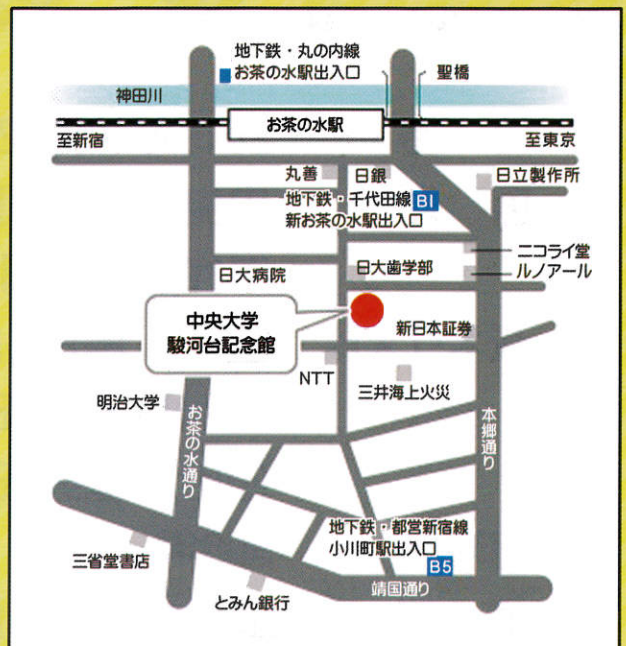 地下鉄・丸の内線
お茶の水駅出入口
聖橋
神田川
お茶の水駅
至新宿
至東京
丸善
日銀
日立製作所
地下鉄・千代田線 B1
新お茶の水駅出入口
ニコライ堂
日大病院
日大歯学部
ルノアール
中央大学
駿河台記念館
新日本証券
NTT
三井海上火災
明治大学
お茶の水通り
本郷通り
地下鉄・都営新宿線
小川町駅出入口
B5
三省堂書店
とみん銀行
靖国通り